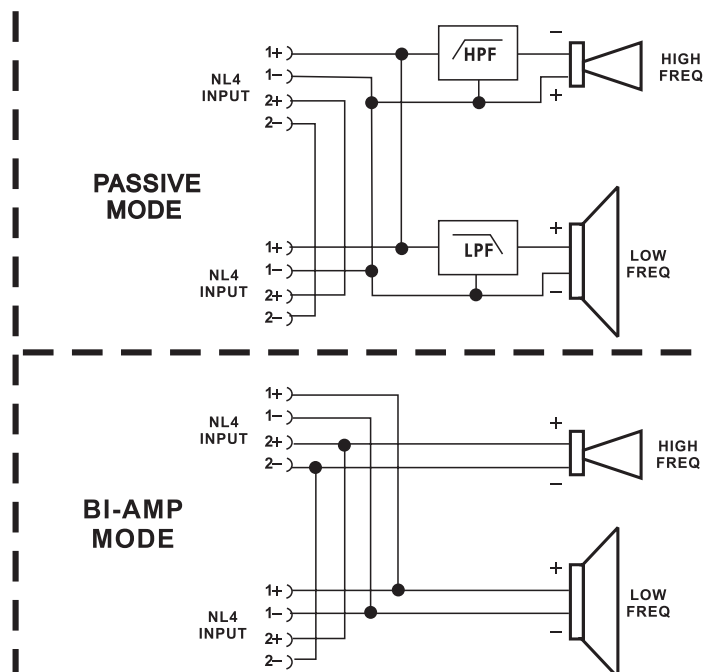 1+
1−
NL4
INPUT
2+
2−
HPF
−
+
HIGH
FREQ
PASSIVE
MODE
1+
1−
NL4
INPUT
2+
2−
LPF
+
−
LOW
FREQ
1+
1−
NL4
INPUT
2+
2−
+
−
HIGH
FREQ
BI-AMP
MODE
1+
1−
NL4
INPUT
2+
2−
+
−
LOW
FREQ